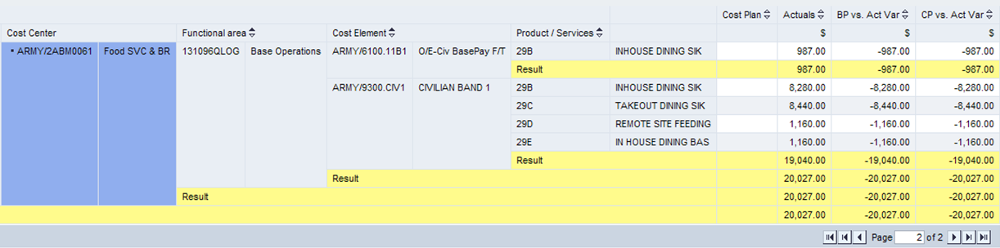 Cost Plan Actuals BP vs. Act Var CP vs. Act Var
Cost Center Functional area Cost Element Product / Services $ $ $
• ARMY/2ABM0061 Food SVC & BR 131096QLOG Base Operations ARMY/6100.11B1 O/E-Civ BasePay F/T 29B INHOUSE DINING SIK 987.00 -987.00 -987.00
Result 987.00 -987.00 -987.00
ARMY/9300.CIV1 CIVILIAN BAND 1 29B INHOUSE DINING SIK 8,280.00 -8,280.00 -8,280.00
29C TAKEOUT DINING SIK 8,440.00 -8,440.00 -8,440.00
29D REMOTE SITE FEEDING 1,160.00 -1,160.00 -1,160.00
29E IN HOUSE DINING BAS 1,160.00 -1,160.00 -1,160.00
Result 19,040.00 -19,040.00 -19,040.00
Result 20,027.00 -20,027.00 -20,027.00
Result 20,027.00 -20,027.00 -20,027.00
20,027.00 -20,027.00 -20,027.00
Page 2 of 2